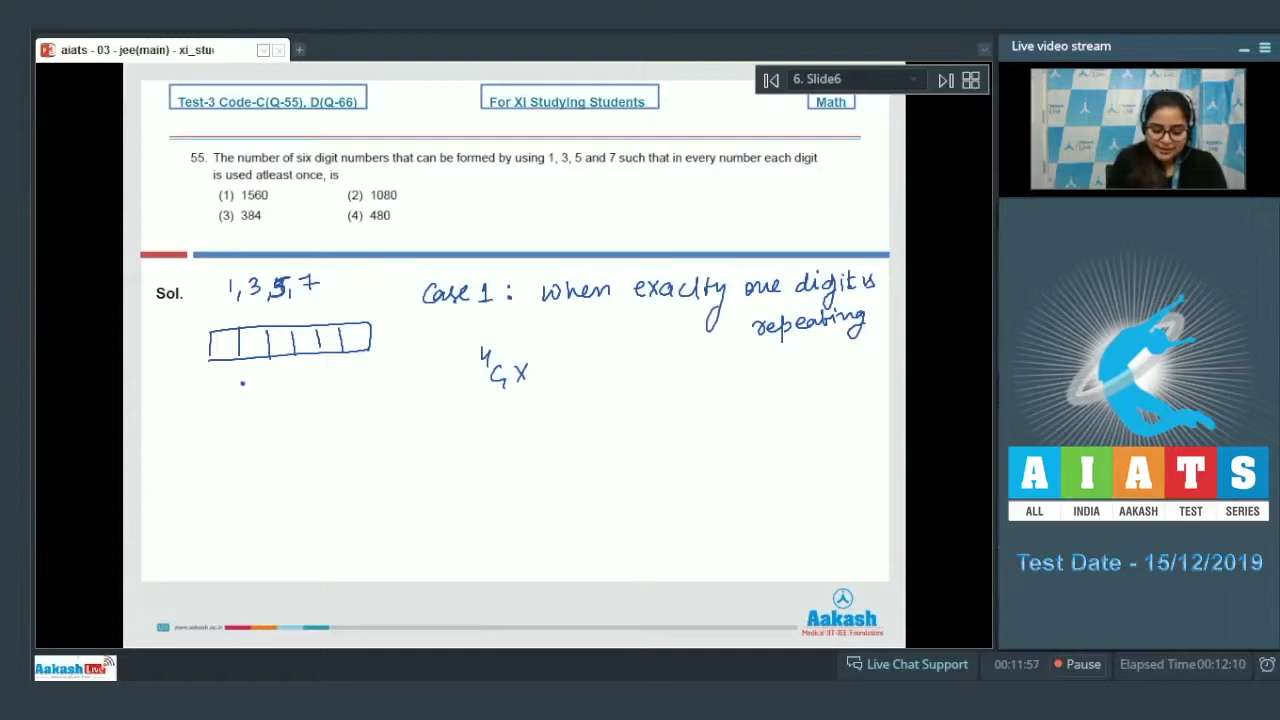 aiats - 03 - jee(main) - xi_stu
Live video stream
6. Slide6
Test-3 Code-C(Q-55), D(Q-66)
For XI Studying Students
Math
55. The number of six digit numbers that can be formed by using 1, 3, 5 and 7 such that in every number each digit
is used atleast once, is
(1) 1560 (2) 1080
(3) 384 (4) 480
Sol. 1, 3, 5, 7 Case 1 : when exaclty one digit is
repeating
4C1 X
A I A T S
ALL INDIA AAKASH TEST SERIES
Test Date - 15/12/2019
www.aakash.ac.in
Aakash
Medical|IIT-JEE|Foundations
Aakash Live
Live Chat Support
00:11:57
Pause
Elapsed Time 00:12:10